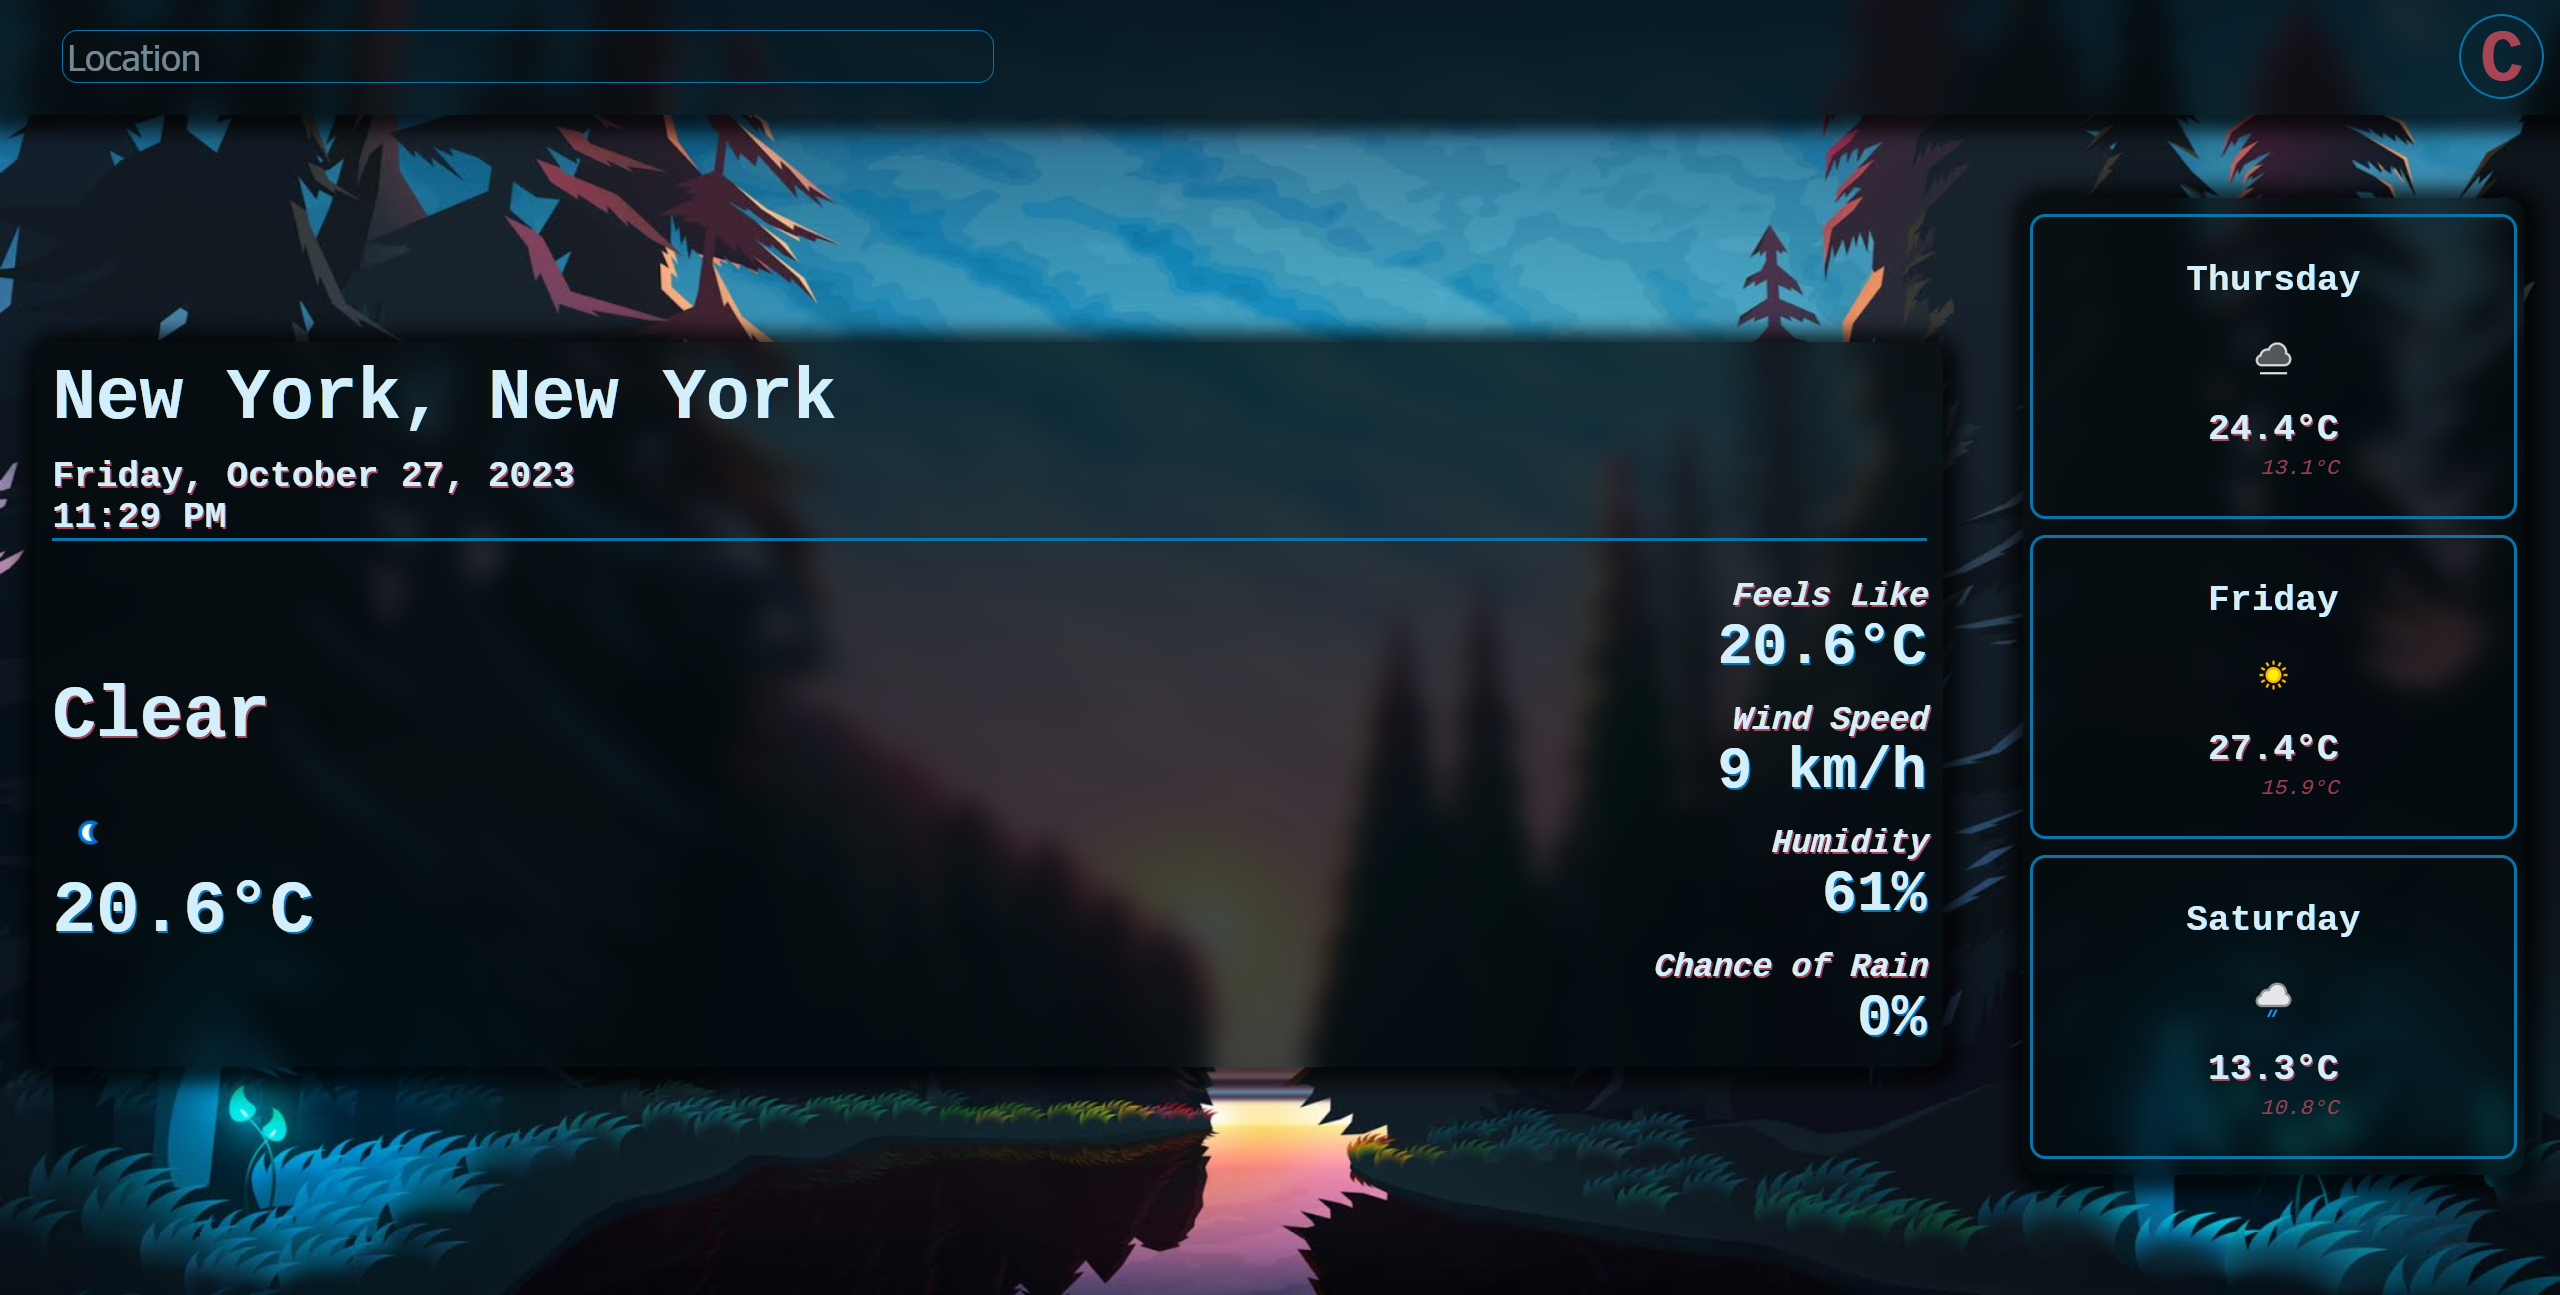 Location
C
New York, New York
Friday, October 27, 2023
11:29 PM
Clear
20.6°C
Feels Like
20.6°C
Wind Speed
9 km/h
Humidity
61%
Chance of Rain
0%
Thursday
24.4°C
13.1°C
Friday
27.4°C
15.9°C
Saturday
13.3°C
10.8°C